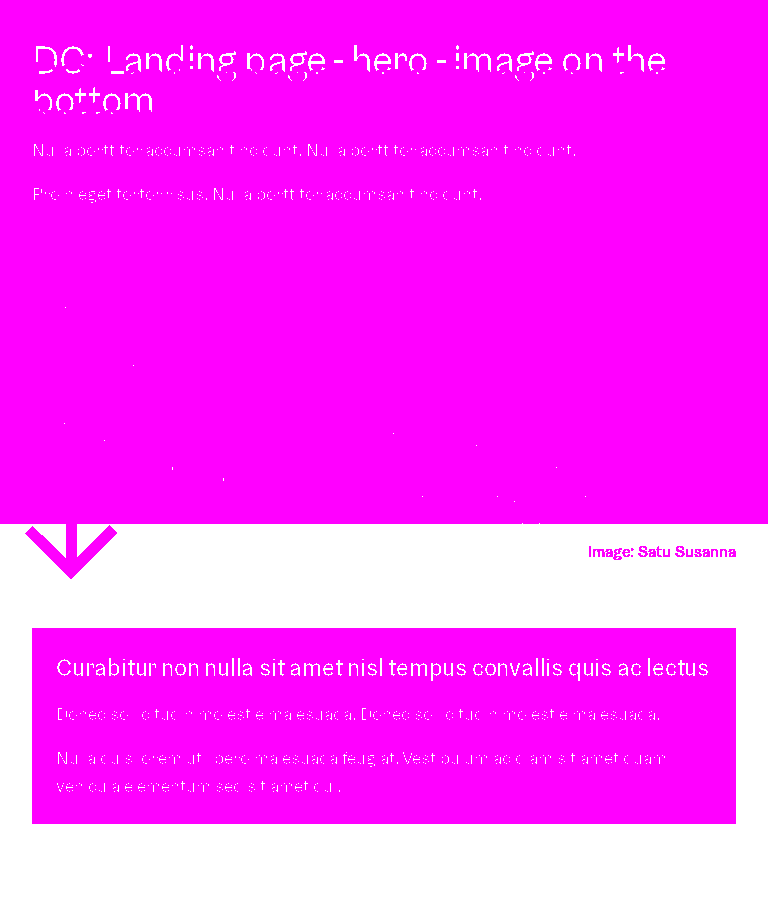 DC: Landing page - hero - image on the
bottom
Nulla porttitor accumsan tincidunt. Nulla porttitor accumsan tincidunt.
Proin eget tortor risus. Nulla porttitor accumsan tincidunt.
Image: Satu Susanna
Curabitur non nulla sit amet nisl tempus convallis quis ac lectus
Donec sollicitudin molestie malesuada. Donec sollicitudin molestie malesuada.
Nulla quis lorem ut libero malesuada feugiat. Vestibulum ac diam sit amet quam
vehicula elementum sed sit amet dui.